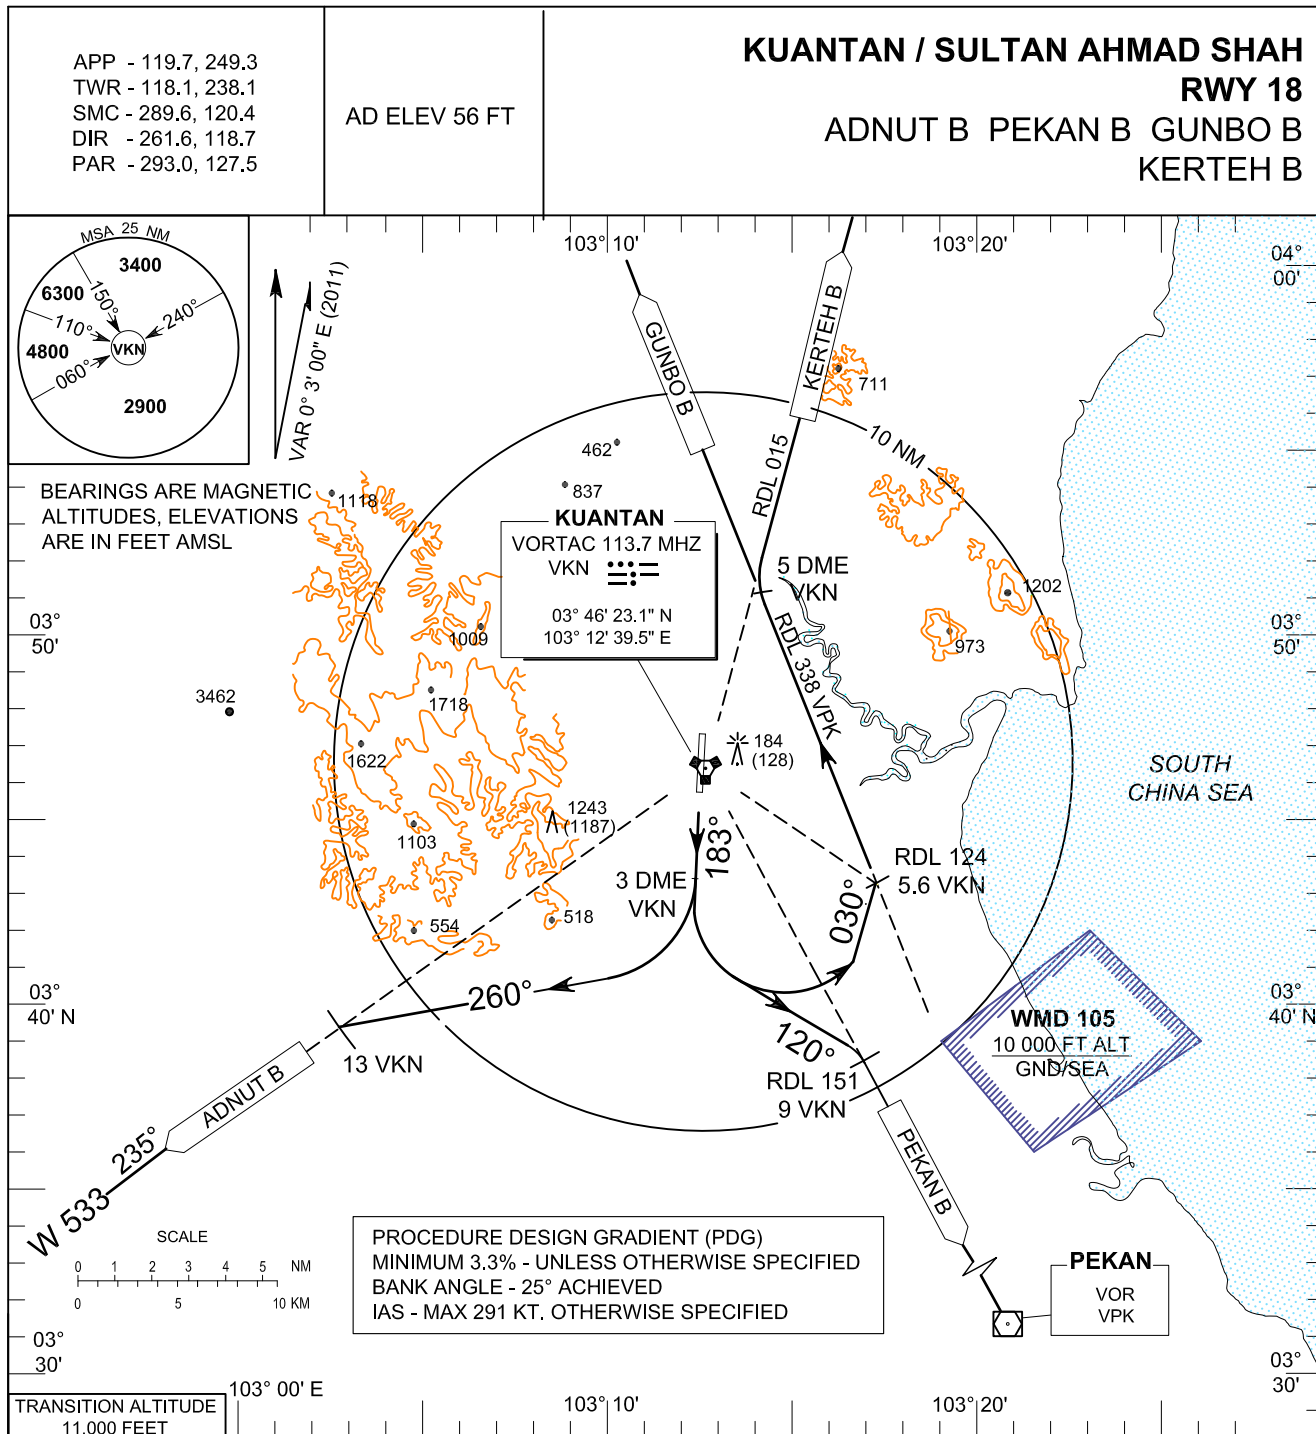 APP - 119.7, 249.3
TWR - 118.1, 238.1
SMC - 289.6, 120.4
DIR - 261.6, 118.7
PAR - 293.0, 127.5
AD ELEV 56 FT
KUANTAN / SULTAN AHMAD SHAH
RWY 18
ADNUT B PEKAN B GUNBO B
KERTEH B
MSA 25 NM
3400
6300
150°
240°
110°
4800
VKN
060°
2900
VAR 0° 3' 00" E (2011)
103° 10'
103° 20'
04°
00'
BEARINGS ARE MAGNETIC
ALTITUDES, ELEVATIONS
ARE IN FEET AMSL
GUNBO B
KERTEH B
711
10 NM
462
837
1118
RDL 015
KUANTAN
VORTAC 113.7 MHZ
VKN
03° 46' 23.1" N
103° 12' 39.5" E
5 DME
VKN
1202
973
03°
50'
03°
50'
1009
RDL 338 VPK
3462
1718
1622
184
(128)
SOUTH
CHINA SEA
1243
(1187)
1103
183°
RDL 124
5.6 VKN
3 DME
VKN
030°
518
554
260°
03°
40' N
03°
40' N
WMD 105
10 000 FT ALT
GND/SEA
120°
13 VKN
RDL 151
9 VKN
ADNUT B
PEKAN B
235°
W 533
SCALE
0 1 2 3 4 5 NM
0 5 10 KM
PROCEDURE DESIGN GRADIENT (PDG)
MINIMUM 3.3% - UNLESS OTHERWISE SPECIFIED
BANK ANGLE - 25° ACHIEVED
IAS - MAX 291 KT. OTHERWISE SPECIFIED
PEKAN
VOR
VPK
03°
30'
03°
30'
103° 00' E
103° 10'
103° 20'
TRANSITION ALTITUDE
11,000 FEET